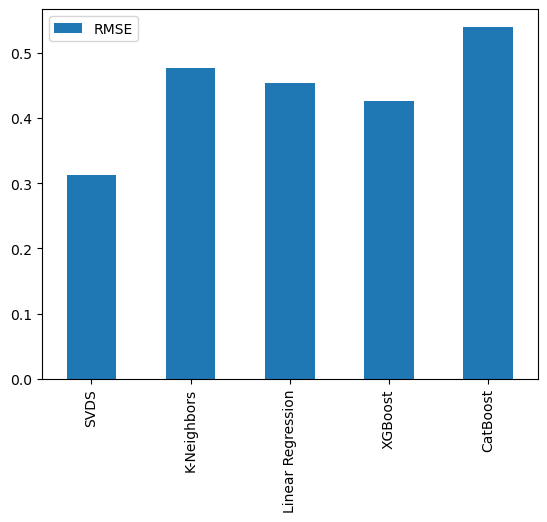 RMSE
0.5
0.4
0.3
0.2
0.1
0.0
SVDS
K-Neighbors
Linear Regression
XGBoost
CatBoost